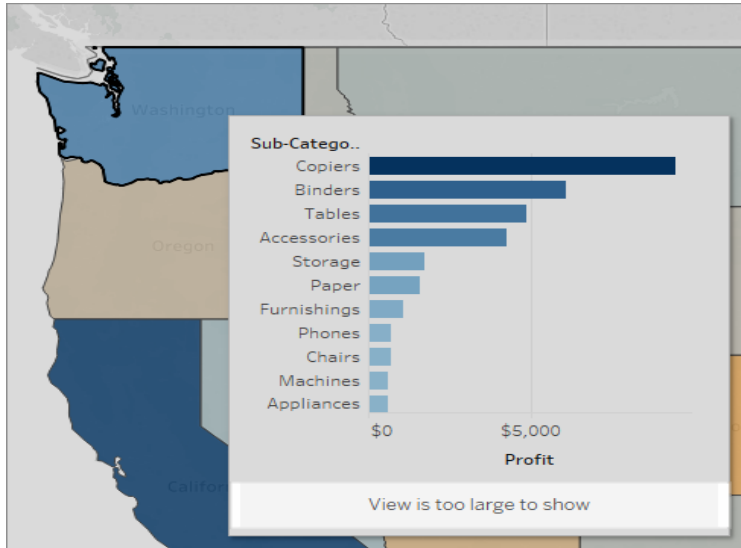 Washington
Oregon
Califor
Sub-Catego..
Copiers
Binders
Tables
Accessories
Storage
Paper
Furnishings
Phones
Chairs
Machines
Appliances
$0 $5,000
Profit
View is too large to show